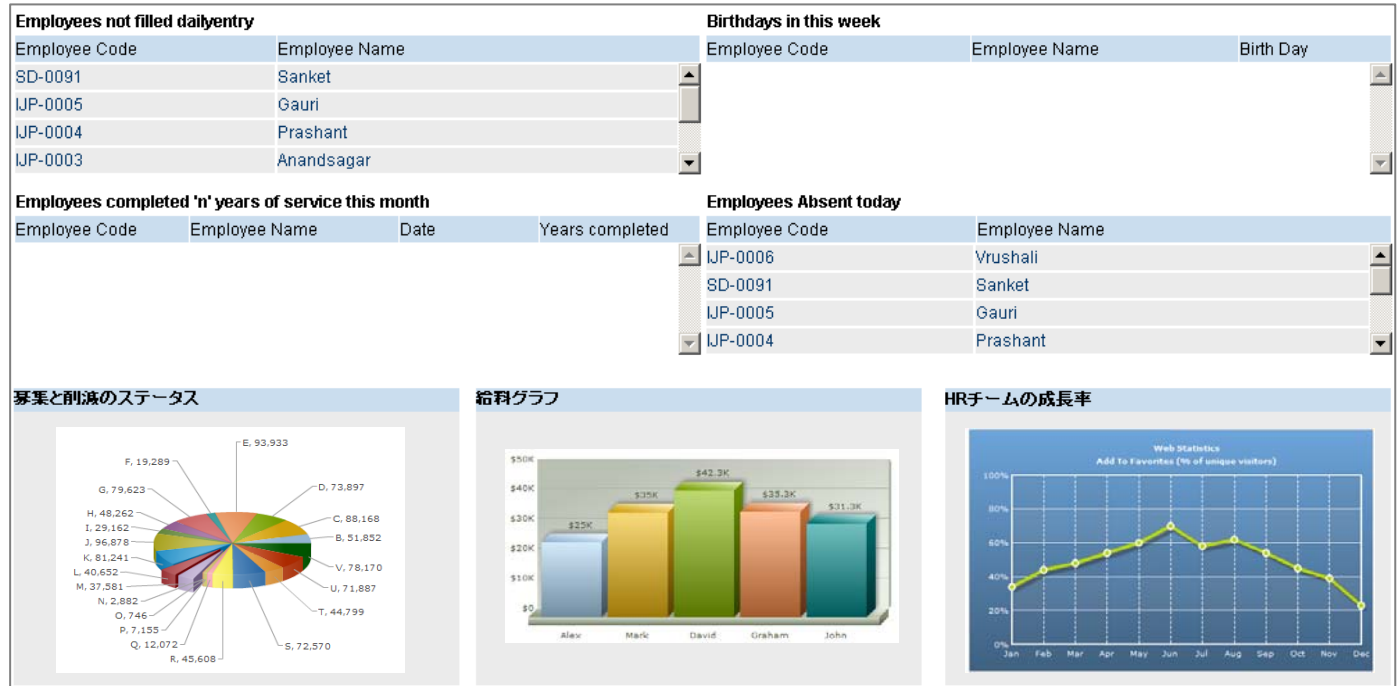 Employees not filled dailyentry
Employee Code Employee Name
SD-0091 Sanket
IJP-0005 Gauri
IJP-0004 Prashant
IJP-0003 Anandsagar
Birthdays in this week
Employee Code Employee Name Birth Day
Employees completed 'n' years of service this month
Employee Code Employee Name Date Years completed
Employees Absent today
Employee Code Employee Name
IJP-0006 Vrushali
SD-0091 Sanket
IJP-0005 Gauri
IJP-0004 Prashant
募集と削減のステータス
E, 93,933
F, 19,289
D, 73,897
G, 79,623
C, 88,168
H, 48,262
B, 51,852
I, 29,162
J, 96,878
V, 78,170
K, 81,241
U, 71,887
L, 40,652
M, 37,581
T, 44,799
N, 2,882
O, 746
P, 7,155
Q, 12,072
S, 72,570
R, 45,608
給料グラフ
$50K
$40K
$30K
$20K
$10K
$0
$25K
$35K
$42.3K
$35.3K
$31.3K
Alex Mark David Graham John
HRチームの成長率
Web Statistics
Add To Favorites (% of unique visitors)
100%
80%
60%
40%
20%
0%
Jan Feb Mar Apr May Jun Jul Aug Sep Oct Nov Dec